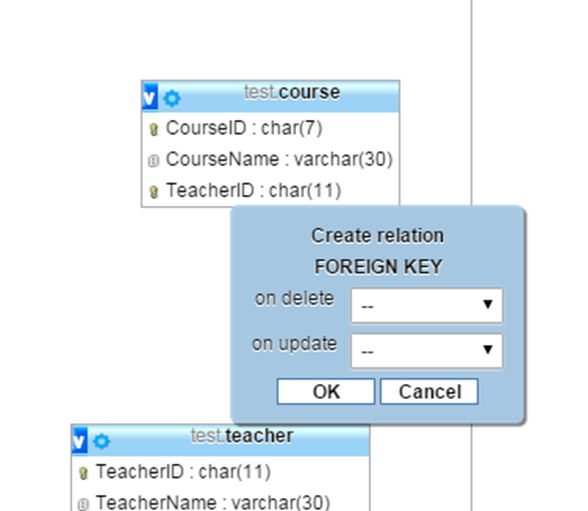 v test.course
CourseID : char(7)
CourseName : varchar(30)
TeacherID : char(11)
Create relation
FOREIGN KEY
on delete --
on update --
OK Cancel
v test.teacher
TeacherID : char(11)
TeacherName : varchar(30)